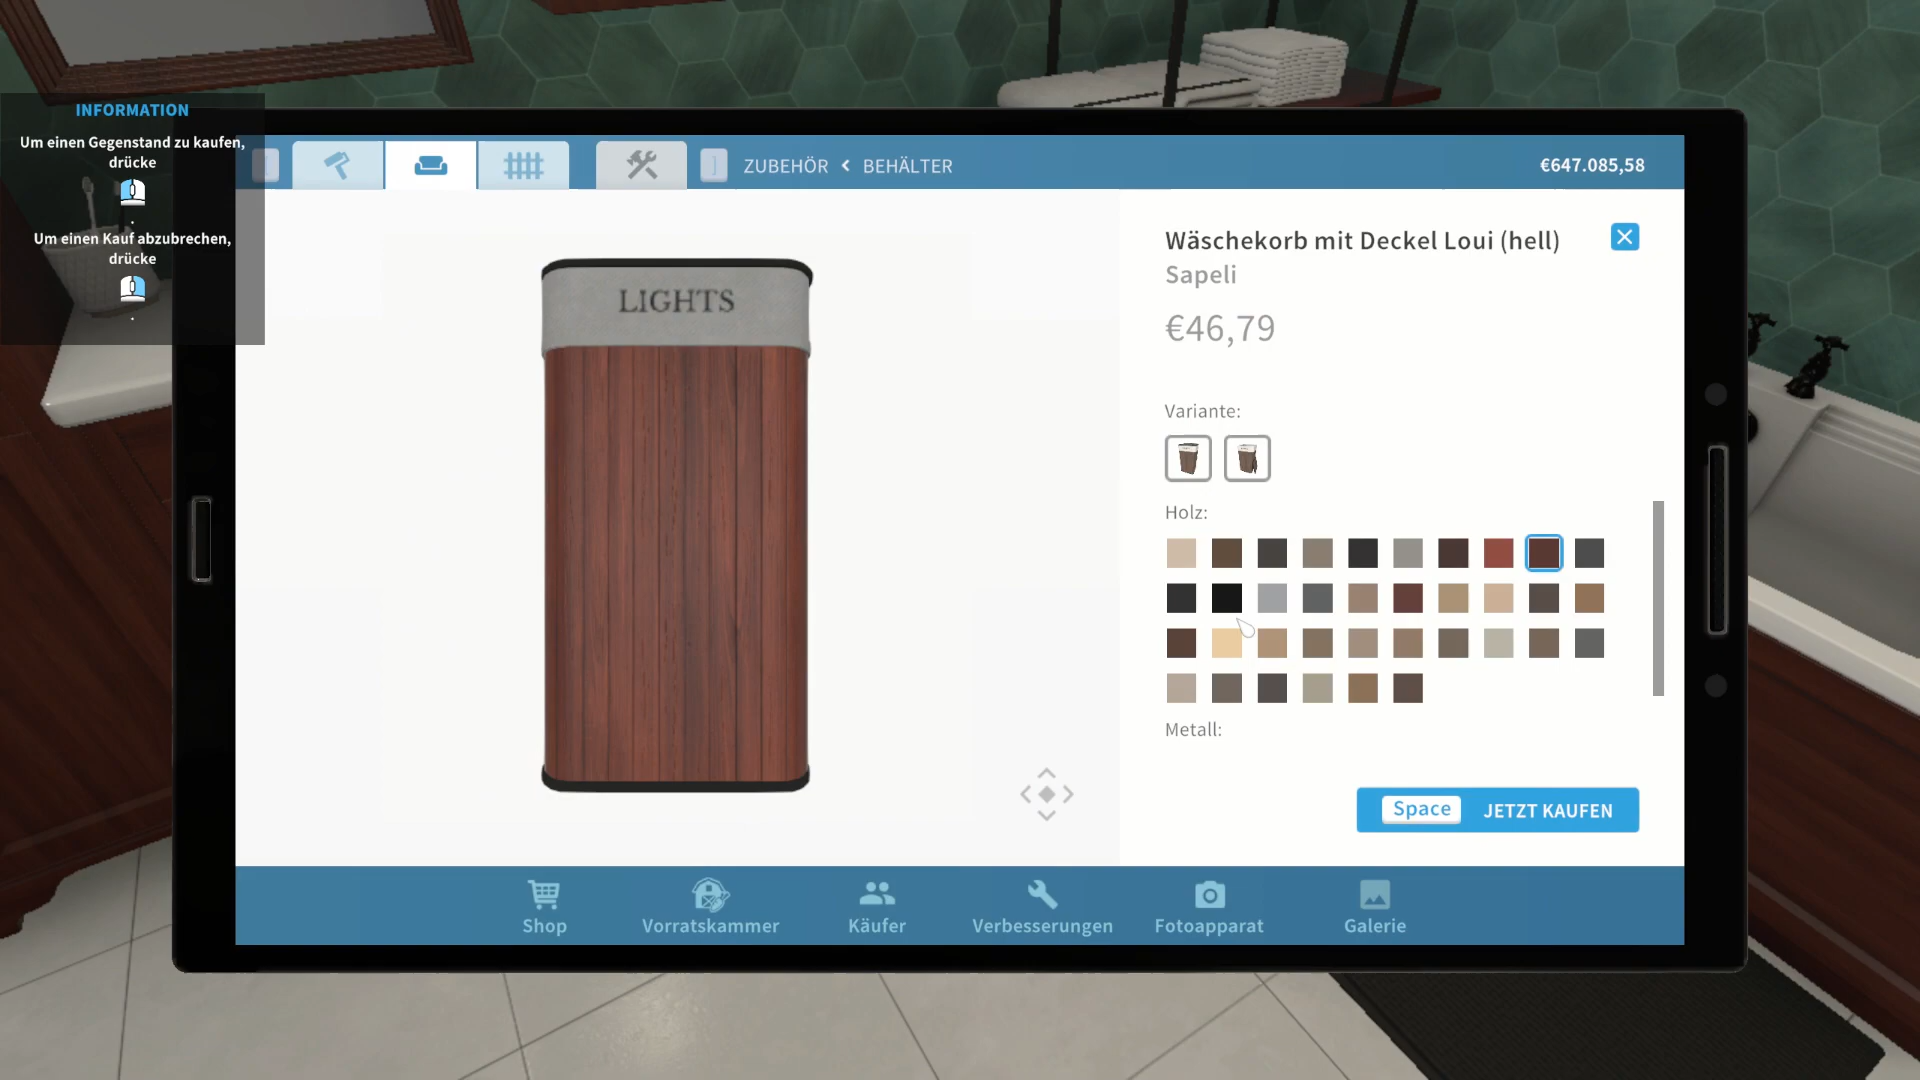 INFORMATION
Um einen Gegenstand zu kaufen,
drücke
.
Um einen Kauf abzubrechen,
drücke
.
[
]
ZUBEHÖR < BEHÄLTER
€647.085,58
LIGHTS
Wäschekorb mit Deckel Loui (hell)
Sapeli
€46,79
Variante:
Holz:
Metall:
Space JETZT KAUFEN
Shop
Vorratskammer
Käufer
Verbesserungen
Fotoapparat
Galerie